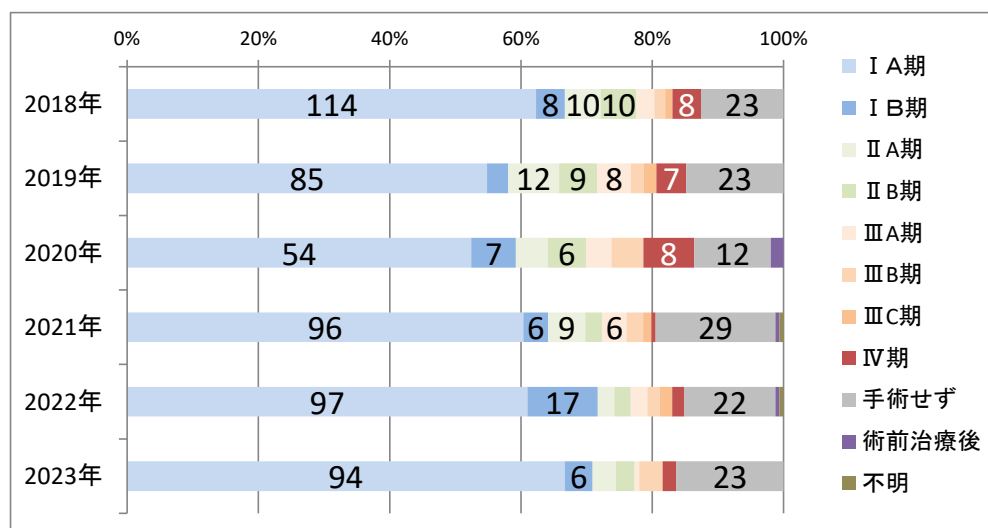 0% 20% 40% 60% 80% 100%
2018年 114 8 10 10 8 23
2019年 85 12 9 8 7 23
2020年 54 7 6 8 12
2021年 96 6 9 6 29
2022年 97 17 22
2023年 94 6 23
ⅠA期
ⅠB期
ⅡA期
ⅡB期
ⅢA期
ⅢB期
ⅢC期
Ⅳ期
手術せず
術前治療後
不明